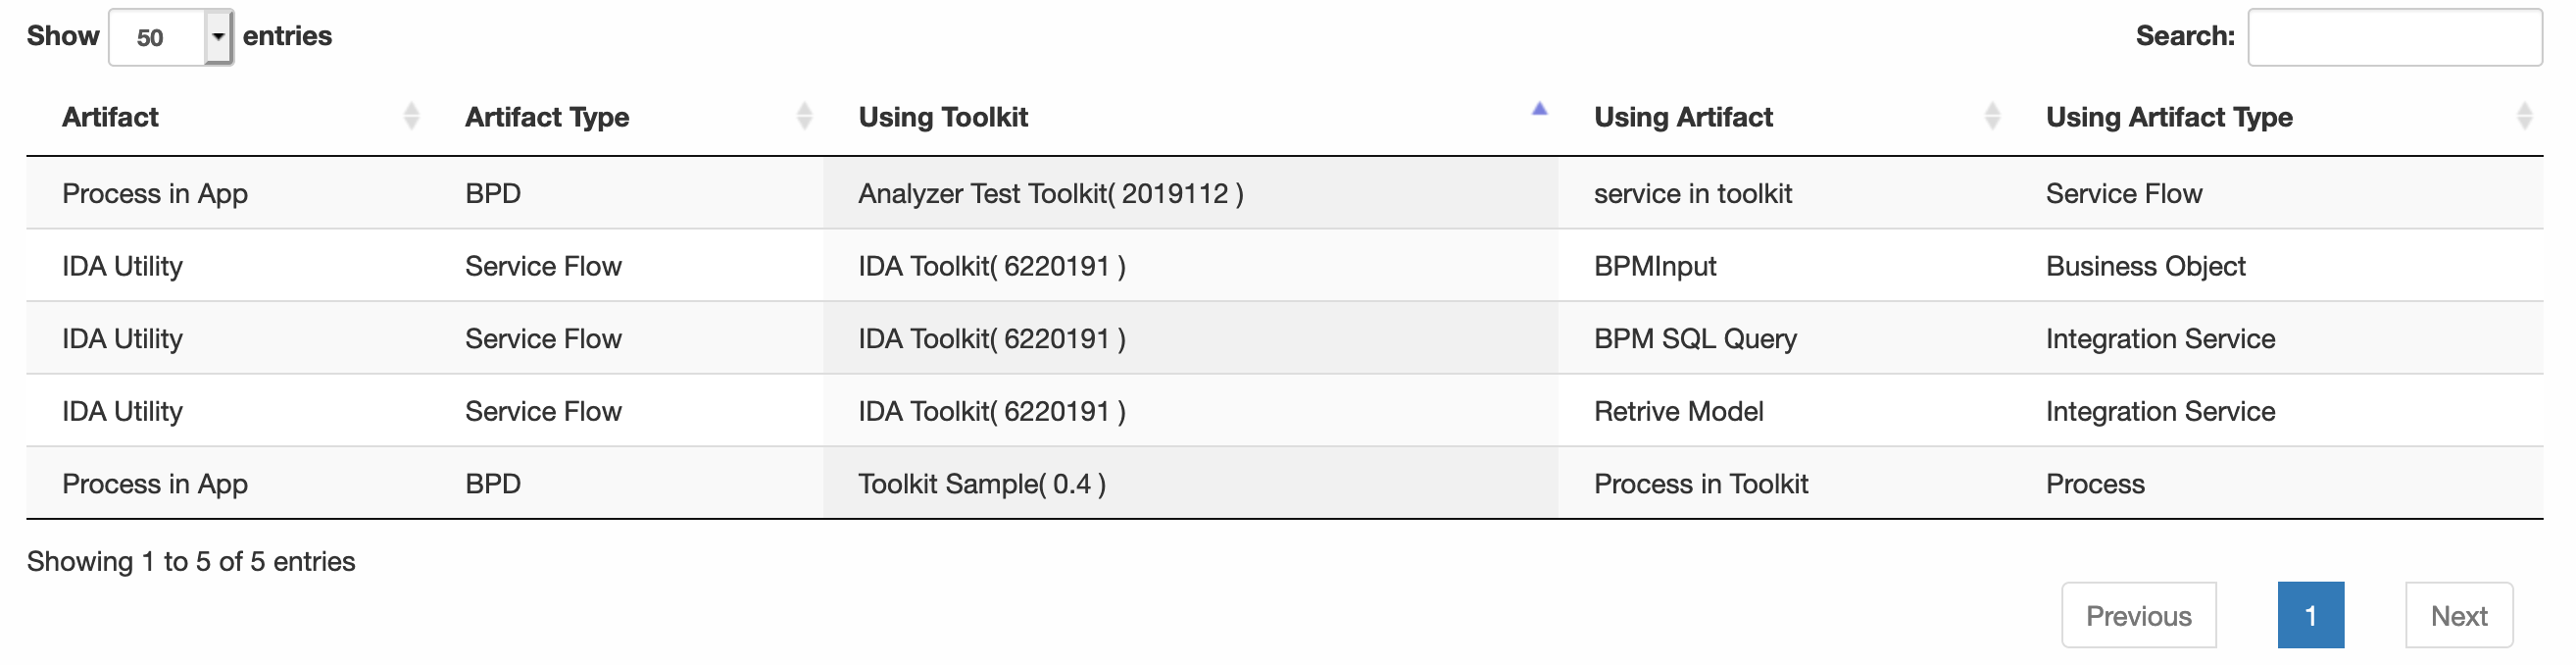 Show 50 entries Search:
Artifact Artifact Type Using Toolkit Using Artifact Using Artifact Type
Process in App BPD Analyzer Test Toolkit( 2019112 ) service in toolkit Service Flow
IDA Utility Service Flow IDA Toolkit( 6220191 ) BPMInput Business Object
IDA Utility Service Flow IDA Toolkit( 6220191 ) BPM SQL Query Integration Service
IDA Utility Service Flow IDA Toolkit( 6220191 ) Retrive Model Integration Service
Process in App BPD Toolkit Sample( 0.4 ) Process in Toolkit Process
Showing 1 to 5 of 5 entries
Previous 1 Next